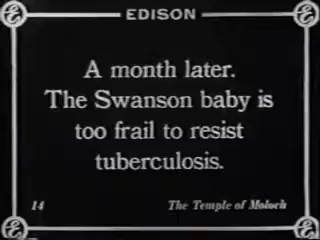 EDISON
A month later.
The Swanson baby is
too frail to resist
tuberculosis.
14 The Temple of Moloch